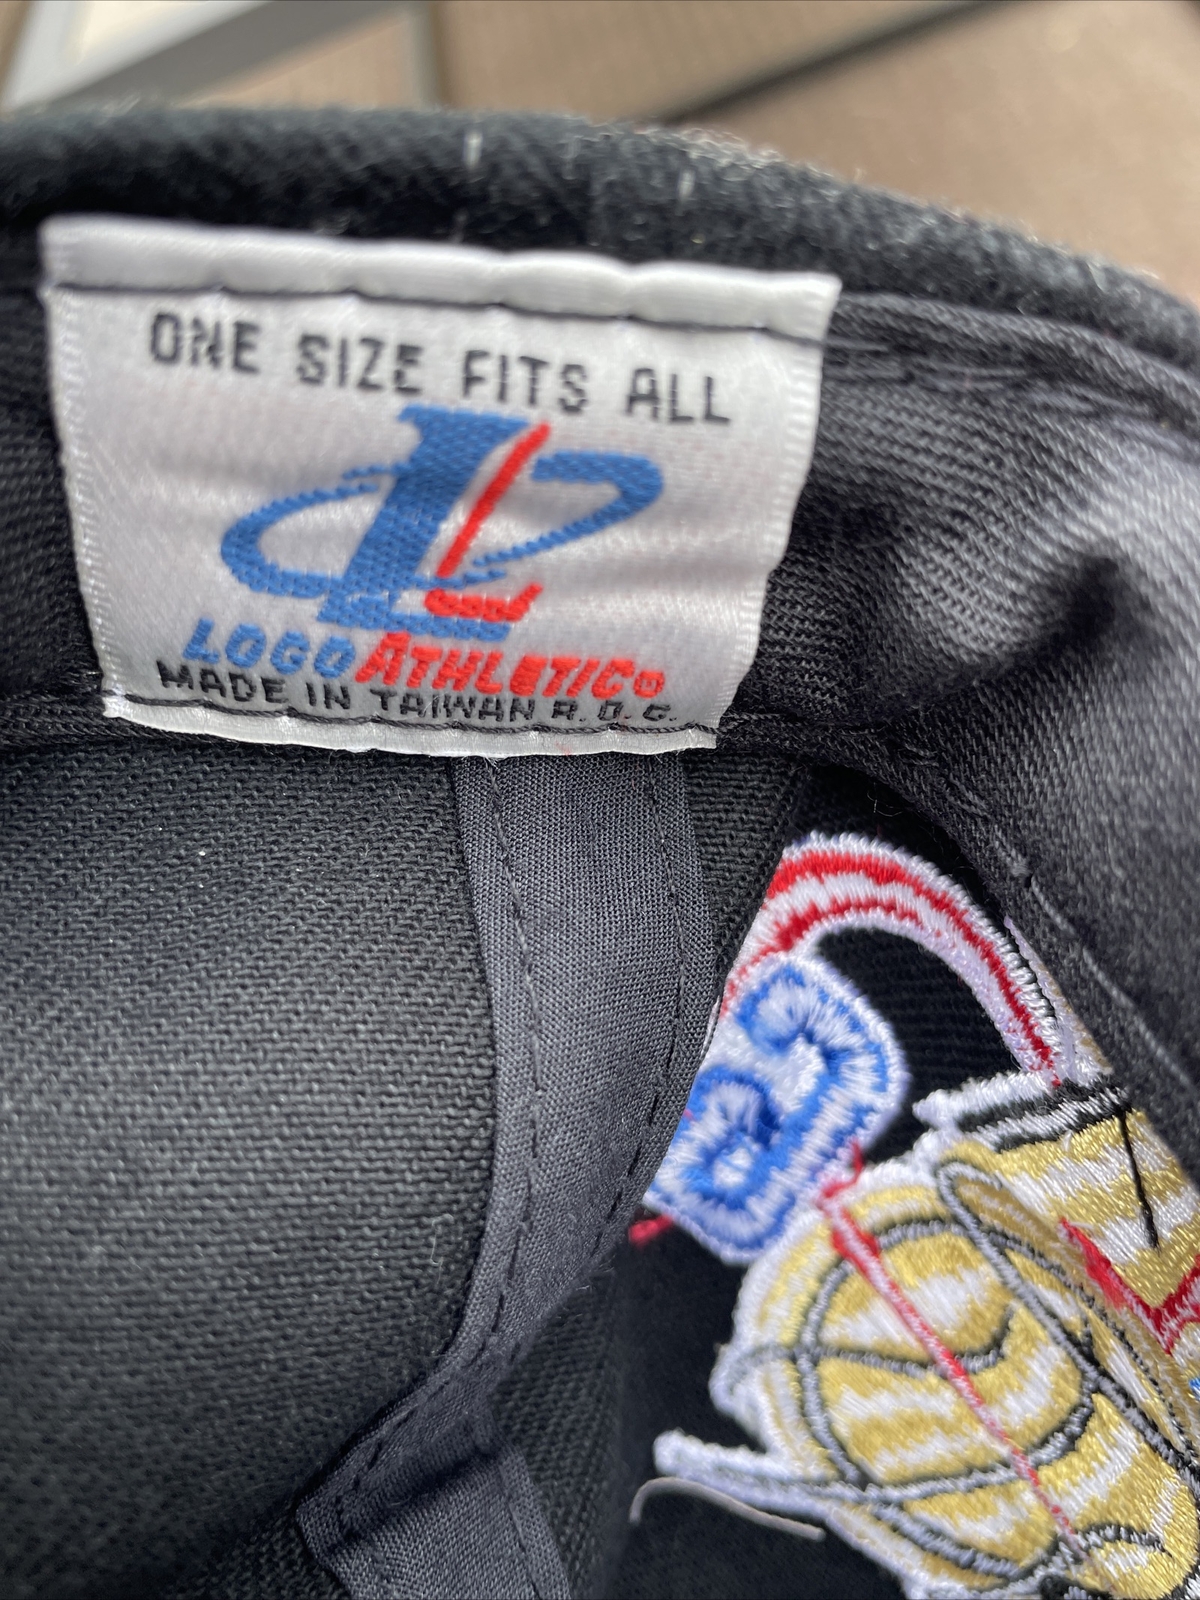 ONE SIZE FITS ALL
LOGO ATHLETIC®
MADE IN TAIWAN R.O.C.